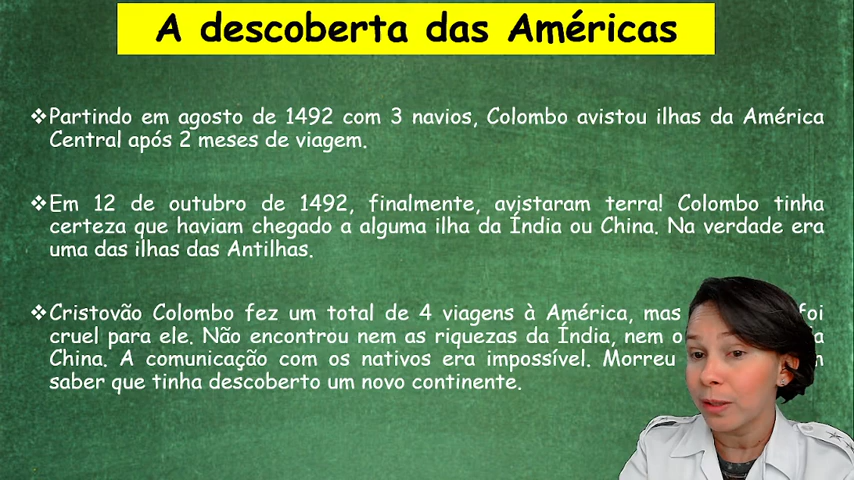 A descoberta das Américas
❖Partindo em agosto de 1492 com 3 navios, Colombo avistou ilhas da América
Central após 2 meses de viagem.
❖Em 12 de outubro de 1492, finalmente, avistaram terra! Colombo tinha
certeza que haviam chegado a alguma ilha da Índia ou China. Na verdade era
uma das ilhas das Antilhas.
❖Cristovão Colombo fez um total de 4 viagens à América, mas foi
cruel para ele. Não encontrou nem as riquezas da Índia, nem
China. A comunicação com os nativos era impossível. Morreu
saber que tinha descoberto um novo continente.